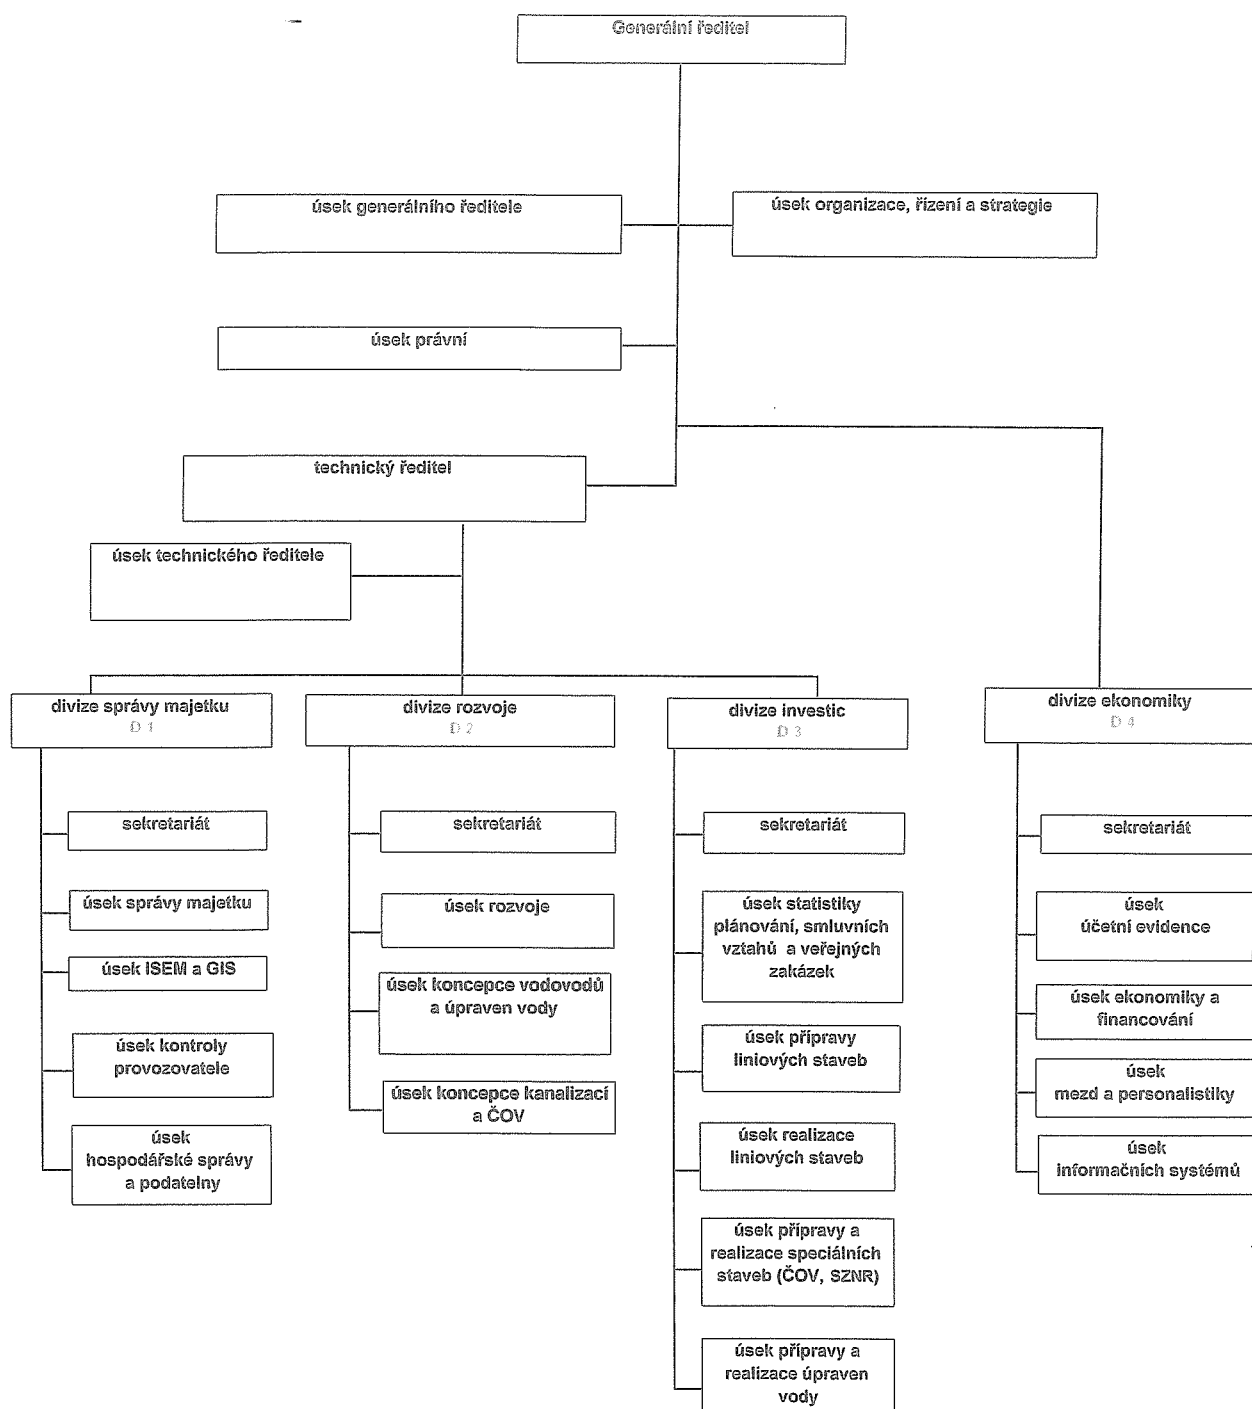 Generální ředitel
úsek generálního ředitele
úsek organizace, řízení a strategie
úsek právní
technický ředitel
úsek technického ředitele
divize správy majetku
D 1
divize rozvoje
D 2
divize investic
D 3
divize ekonomiky
D 4
sekretariát
úsek správy majetku
úsek ISEM a GIS
úsek kontroly
provozovatele
úsek
hospodářské správy
a podatelny
sekretariát
úsek rozvoje
úsek koncepce vodovodů
a úpraven vody
úsek koncepce kanalizací
a ČOV
sekretariát
úsek statistiky
plánování, smluvních
vztahů a veřejných
zakázek
úsek přípravy
liniových staveb
úsek realizace
liniových staveb
úsek přípravy a
realizace speciálních
staveb (ČOV, SZNR)
úsek přípravy a
realizace úpraven
vody
sekretariát
úsek
účetní evidence
úsek ekonomiky a
financování
úsek
mezd a personalistiky
úsek
informačních systémů